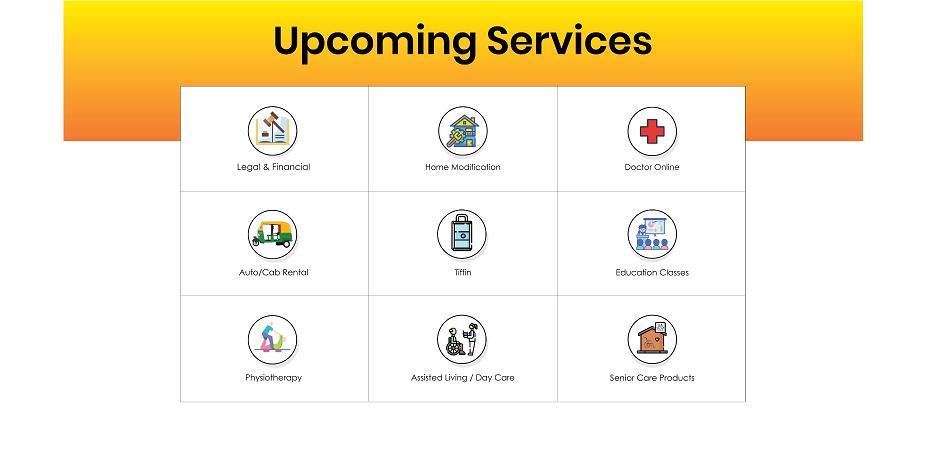 Upcoming Services
Legal & Financial
Home Modification
Doctor Online
Auto/Cab Rental
Tiffin
Education Classes
Physiotherapy
Assisted Living / Day Care
Senior Care Products